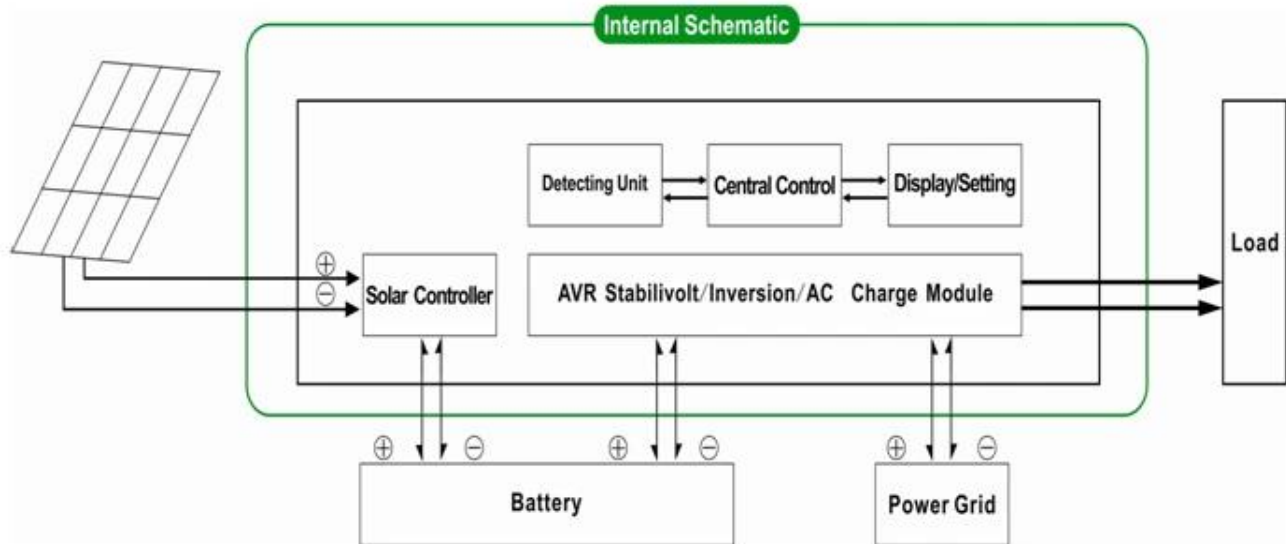 Internal Schematic
Detecting Unit
Central Control
Display/Setting
Load
⊕
⊖
Solar Controller
AVR Stabilivolt/Inversion/AC Charge Module
⊕ ⊖ ⊕ ⊖ ⊕ ⊖
Battery
Power Grid